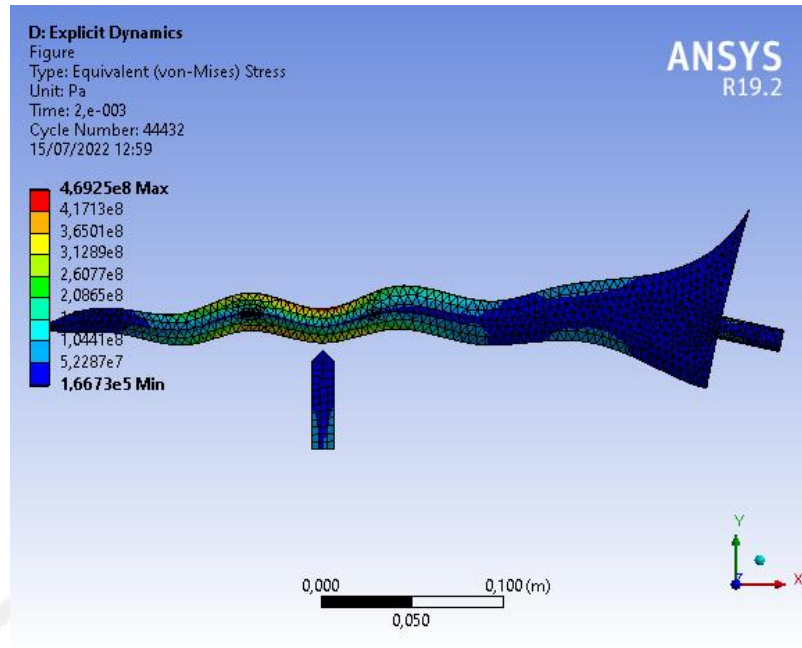 D: Explicit Dynamics
Figure
Type: Equivalent (von-Mises) Stress
Unit: Pa
Time: 2,e-003
Cycle Number: 44432
15/07/2022 12:59
ANSYS
R19.2
4,6925e8 Max
4,1713e8
3,6501e8
3,1289e8
2,6077e8
2,0865e8
1,0441e8
5,2287e7
1,6673e5 Min
Y
X
Z
0,000
0,100 (m)
0,050